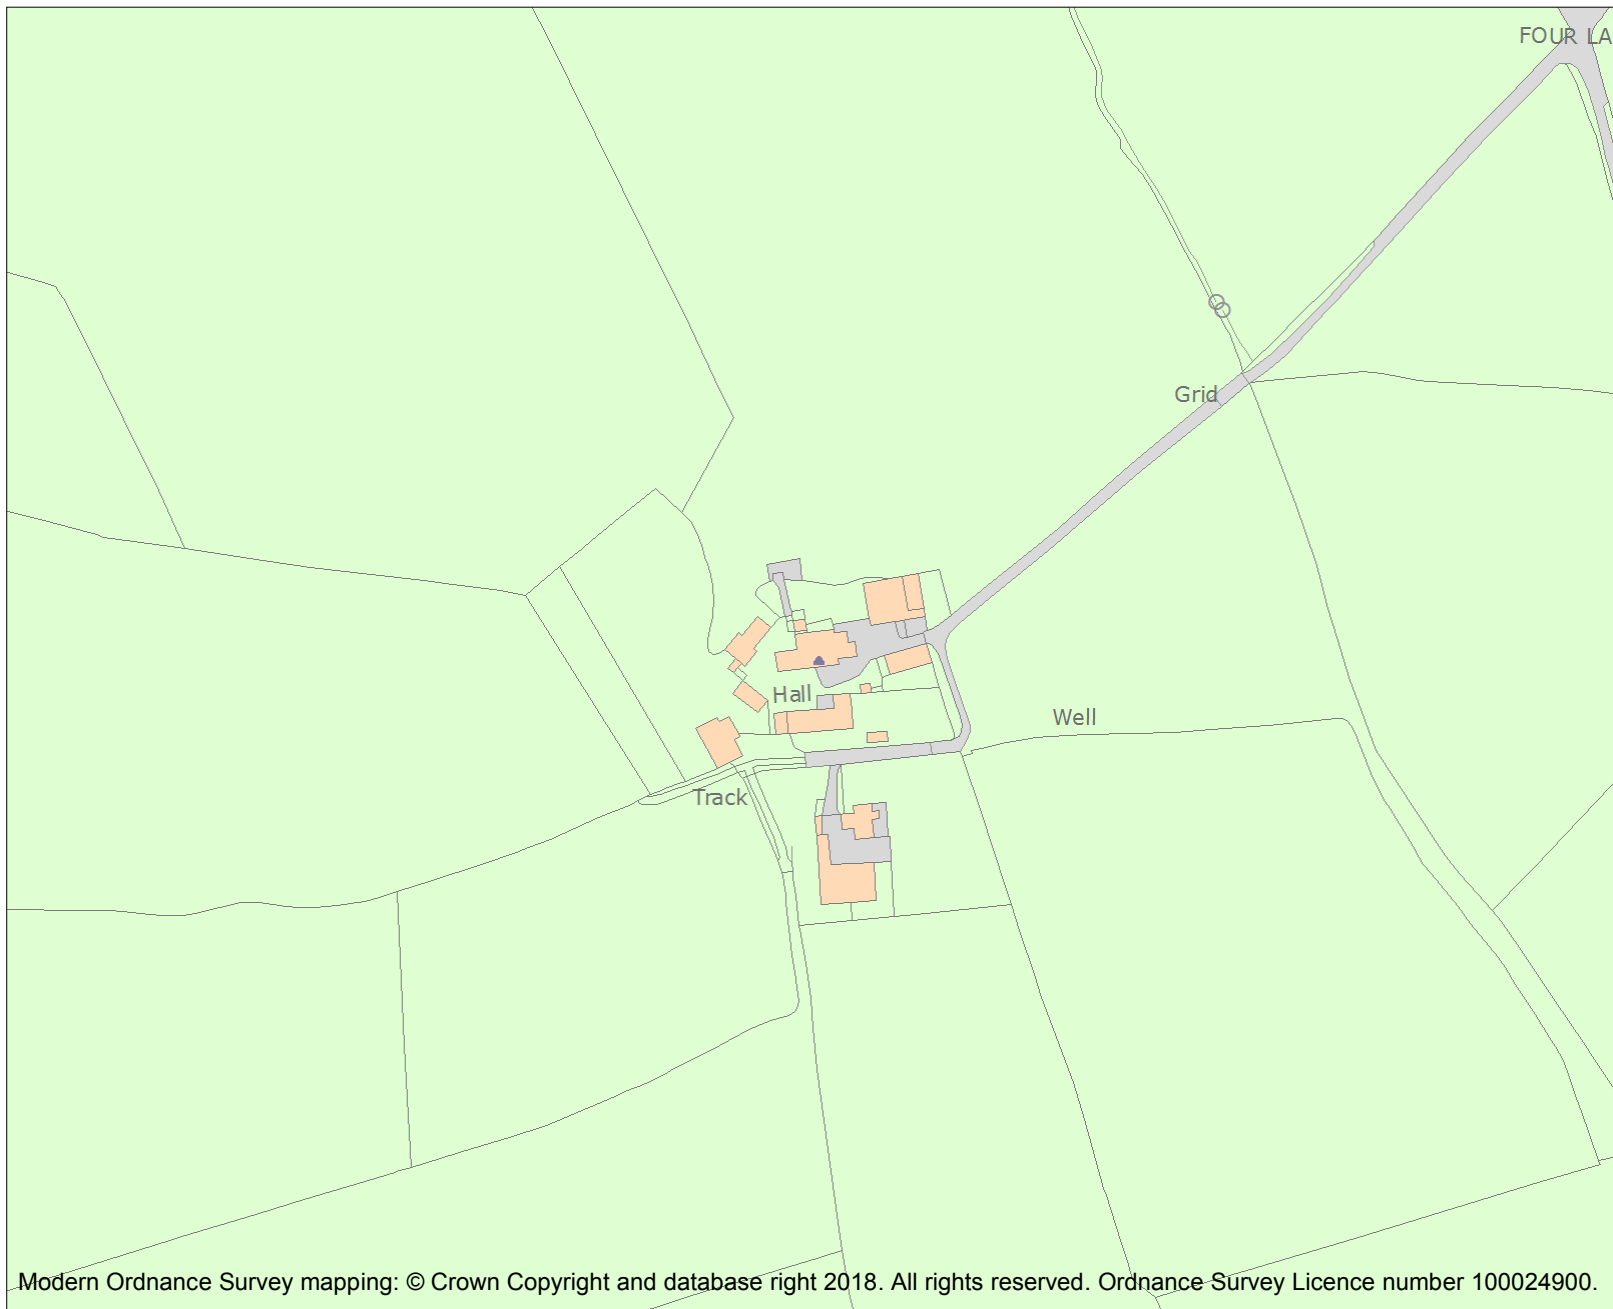 FOUR LA
Grid
Hall
Well
Track
Modern Ordnance Survey mapping: © Crown Copyright and database right 2018. All rights reserved. Ordnance Survey Licence number 100024900.